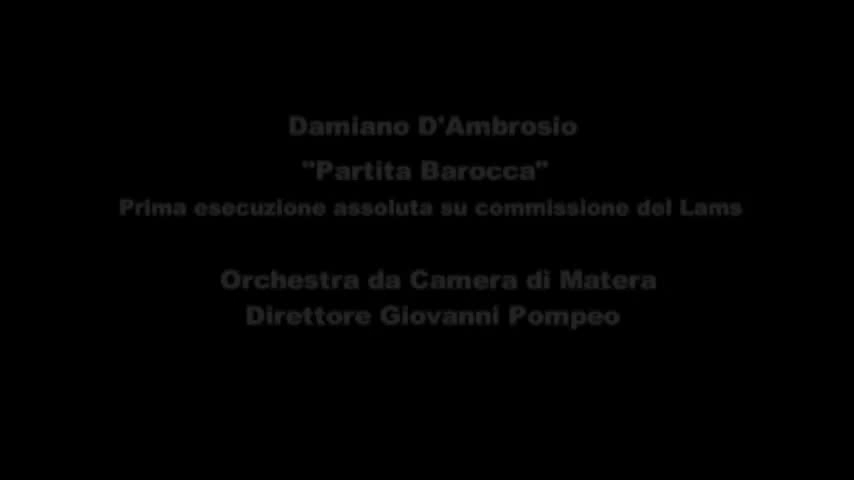 Damiano D'Ambrosio
"Partita Barocca"
Prima esecuzione assoluta su commissione del Lams
Orchestra da Camera di Matera
Direttore Giovanni Pompeo